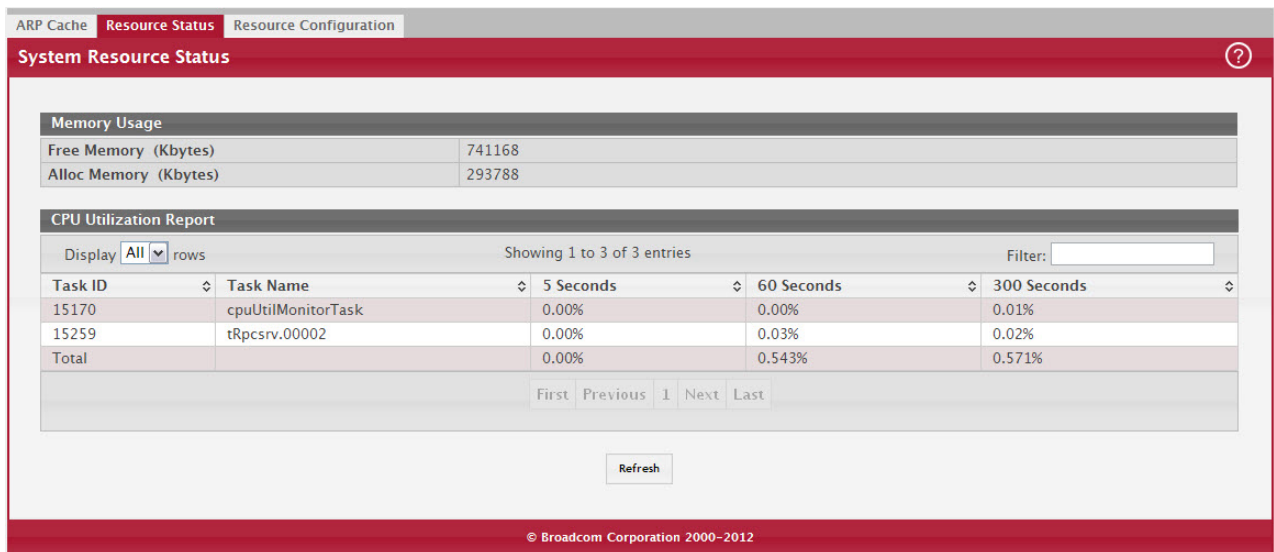 ARP Cache Resource Status Resource Configuration
System Resource Status ?
Memory Usage
Free Memory (Kbytes) 741168
Alloc Memory (Kbytes) 293788
CPU Utilization Report
Display All rows Showing 1 to 3 of 3 entries Filter:
Task ID Task Name 5 Seconds 60 Seconds 300 Seconds
15170 cpuUtilMonitorTask 0.00% 0.00% 0.01%
15259 tRpcsrv.00002 0.00% 0.03% 0.02%
Total 0.00% 0.543% 0.571%
First Previous 1 Next Last
Refresh
© Broadcom Corporation 2000-2012